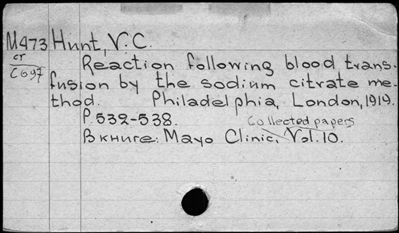 M473 Hunt, V.C.
ст
C697
Reaction following blood trans-
fusion by the sodium citrate me-
thod. Philadelphia, London, 1919.
P. 532-538.
Collected papers
В книге: Mayo Clinic, Vol. 10.